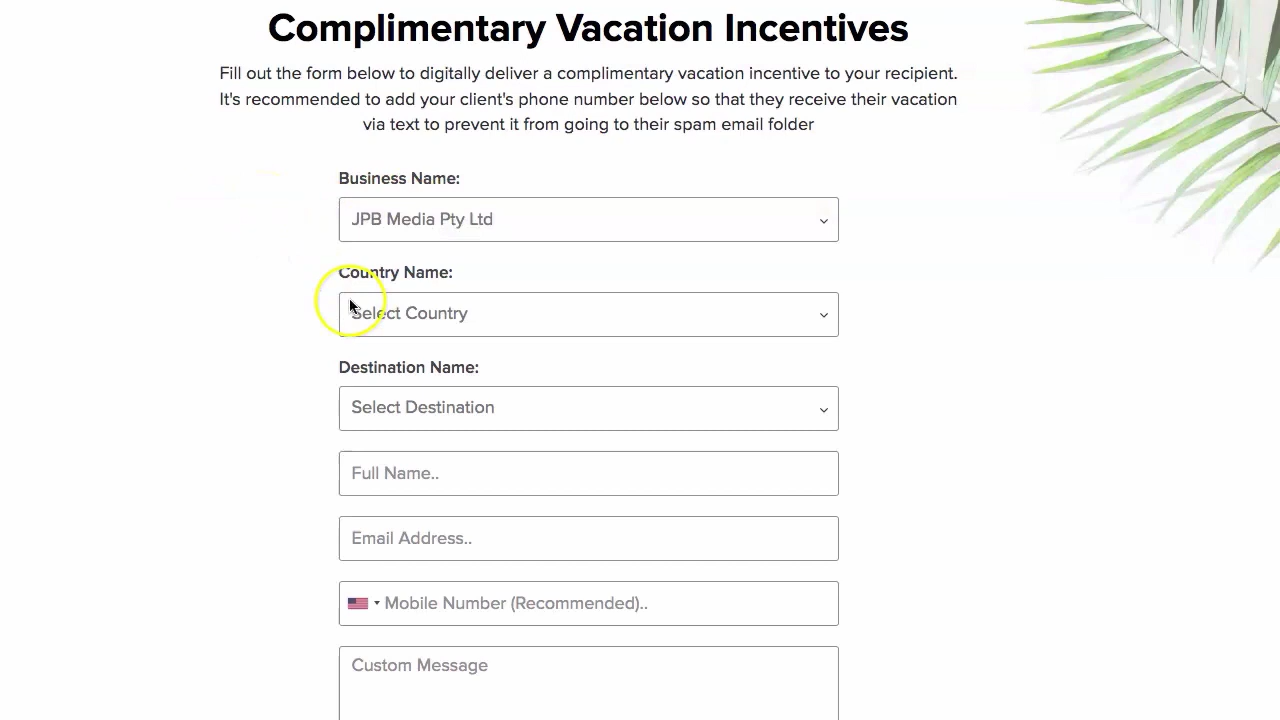 Complimentary Vacation Incentives
Fill out the form below to digitally deliver a complimentary vacation incentive to your recipient.
It's recommended to add your client's phone number below so that they receive their vacation
via text to prevent it from going to their spam email folder
Business Name:
JPB Media Pty Ltd
Country Name:
Select Country
Destination Name:
Select Destination
Full Name..
Email Address..
Mobile Number (Recommended)..
Custom Message